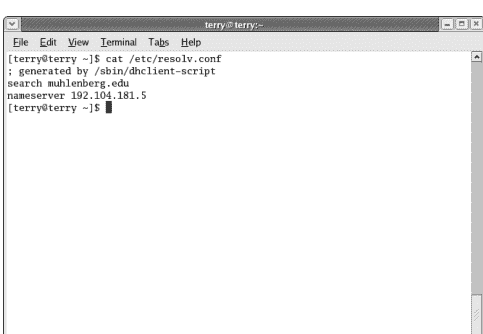 terry@terry:~
File Edit View Terminal Tabs Help
[terry@terry ~]$ cat /etc/resolv.conf
; generated by /sbin/dhclient-script
search muhlenberg.edu
nameserver 192.104.181.5
[terry@terry ~]$